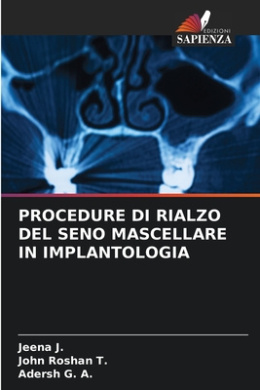 EDIZIONI
SAPIENZA
PROCEDURE DI RIALZO
DEL SENO MASCELLARE
IN IMPLANTOLOGIA
Jeena J.
John Roshan T.
Adersh G. A.